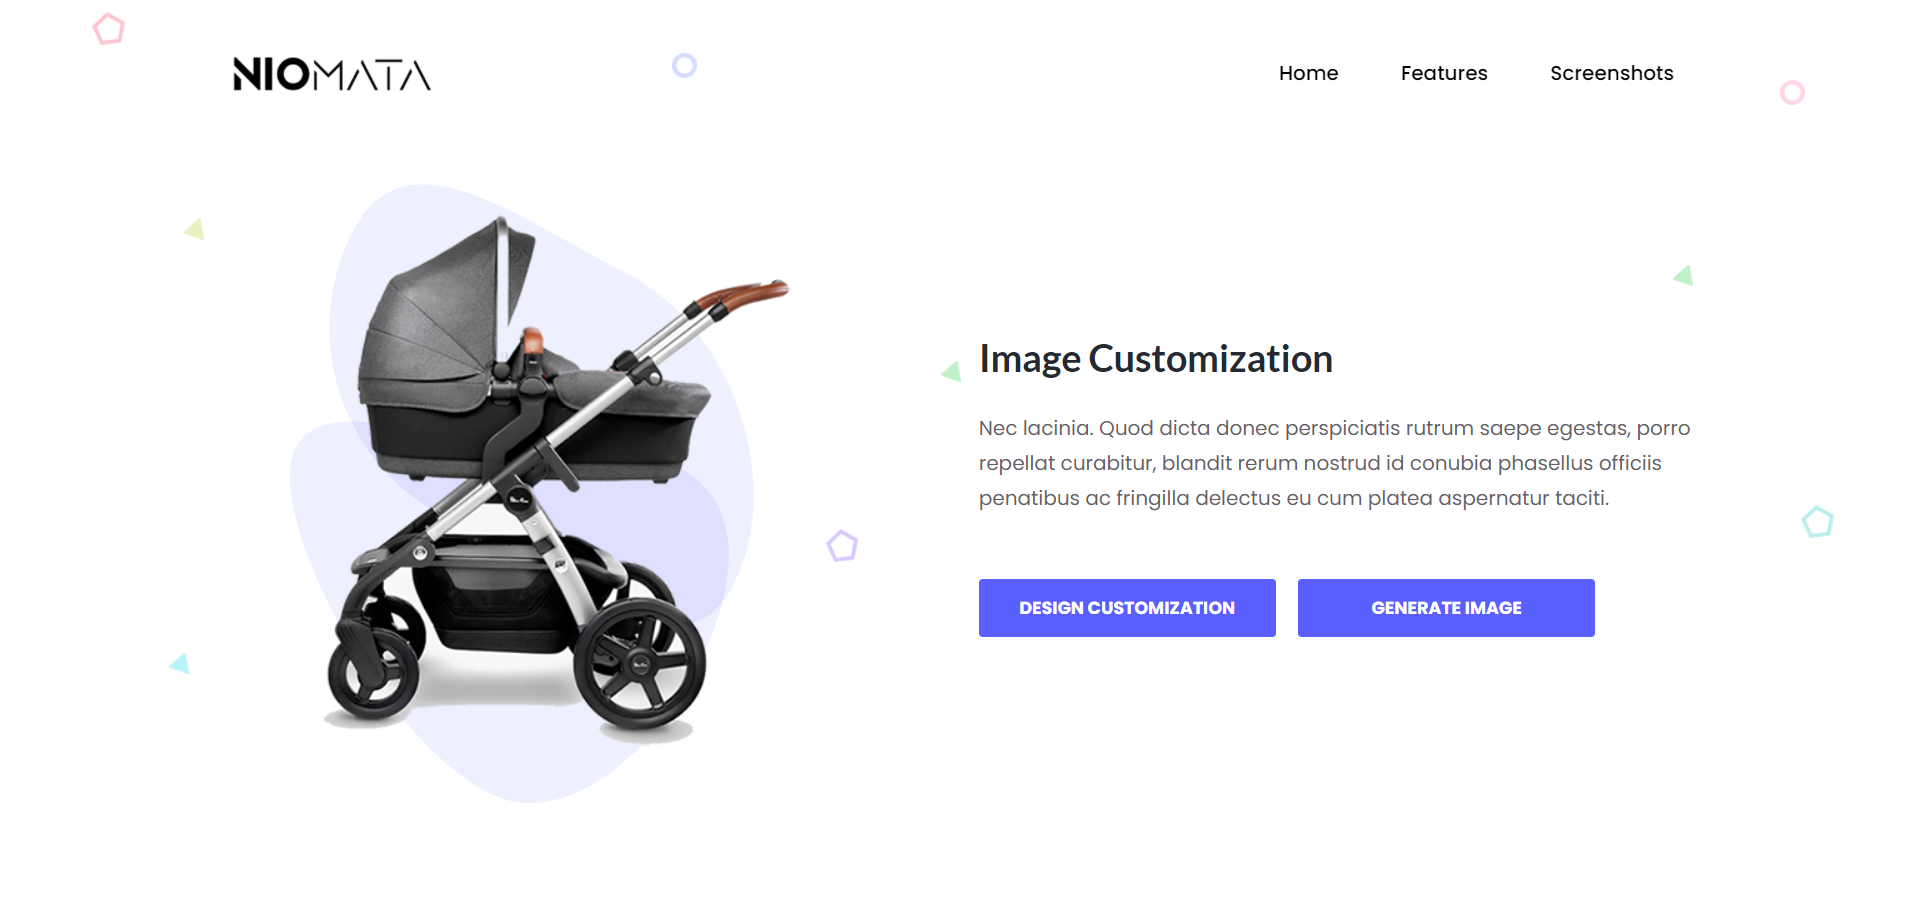 NIOMATA
Home Features Screenshots
Image Customization
Nec lacinia. Quod dicta donec perspiciatis rutrum saepe egestas, porro
repellat curabitur, blandit rerum nostrud id conubia phasellus officiis
penatibus ac fringilla delectus eu cum platea aspernatur taciti.
DESIGN CUSTOMIZATION
GENERATE IMAGE